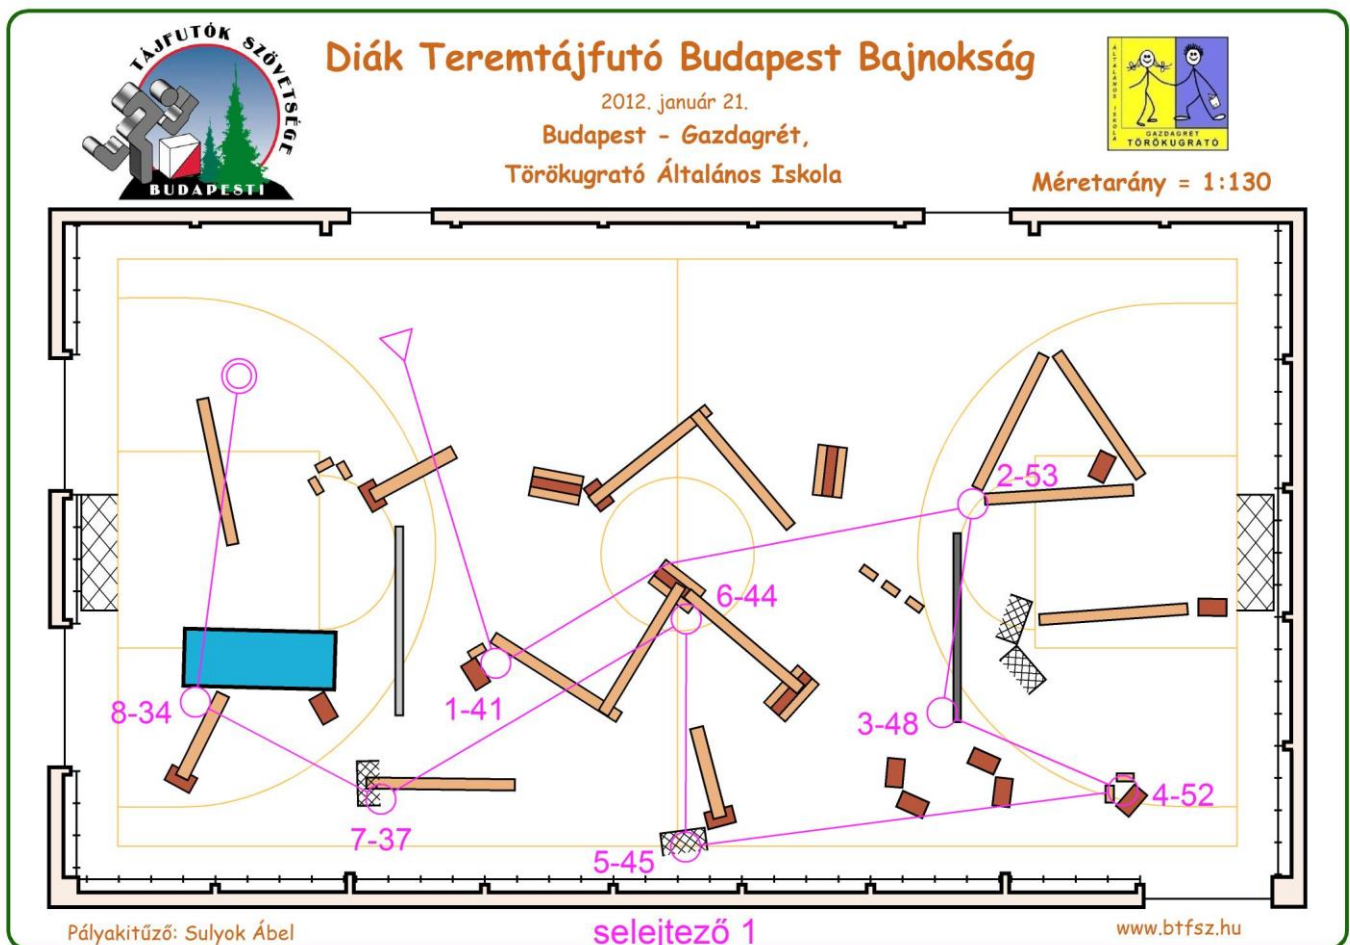 TÁJFUTÓK SZÖVETSÉGE
BUDAPESTI
Diák Teremtájfutó Budapest Bajnokság
2012. január 21.
Budapest - Gazdagrét,
Törökugrató Általános Iskola
ÁLTALÁNOS ISKOLA
GAZDAGRÉT
TÖRÖKUGRATÓ
Méretarány = 1:130
2-53
6-44
1-41
8-34
3-48
4-52
7-37
5-45
Pályakitűző: Sulyok Ábel
selejtező 1
www.btfsz.hu